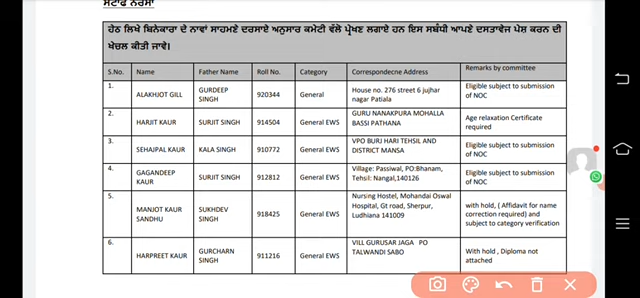 ਸਟਾਫ ਨਰਸਾਂ
ਹੇਠ ਲਿਖੇ ਬਿਨੇਕਾਰਾ ਦੇ ਨਾਵਾਂ ਸਾਹਮਣੇ ਦਰਸਾਏ ਅਨੁਸਾਰ ਕਮੇਟੀ ਵੱਲੋ ਪ੍ਰੇਖਣ ਲਗਾਏ ਹਨ ਇਸ ਸਬੰਧੀ ਆਪਣੇ ਦਸਤਾਵੇਜ ਪੇਸ਼ ਕਰਨ ਦੀ
ਖੇਚਲ ਕੀਤੀ ਜਾਵੇ।
S.No. Name Father Name Roll No. Category Correspondecne Address Remarks by committee
1. ALAKHJOT GILL GURDEEP SINGH 920344 General House no. 276 street 6 jujhar nagar Patiala Eligible subject to submission of NOC
2. HARJIT KAUR SURJIT SINGH 914504 General EWS GURU NANAKPURA MOHALLA BASSI PATHANA Age relaxation Certificate required
3. SEHAJPAL KAUR KALA SINGH 910772 General EWS VPO BURJ HARI TEHSIL AND DISTRICT MANSA Eligible subject to submission of NOC
4. GAGANDEEP KAUR SURJIT SINGH 912812 General EWS Village: Passiwal, PO:Bhanam, Tehsil: Nangal,140126 Eligible subject to submission of NOC
5. MANJOT KAUR SANDHU SUKHDEV SINGH 918425 General EWS Nursing Hostel, Mohandai Oswal Hospital, Gt road, Sherpur, Ludhiana 141009 with hold, ( Affidavit for name correction required) and subject to category verification
6. HARPREET KAUR GURCHARN SINGH 911216 General EWS VILL GURUSAR JAGA PO TALWANDI SABO With hold , Diploma not attached